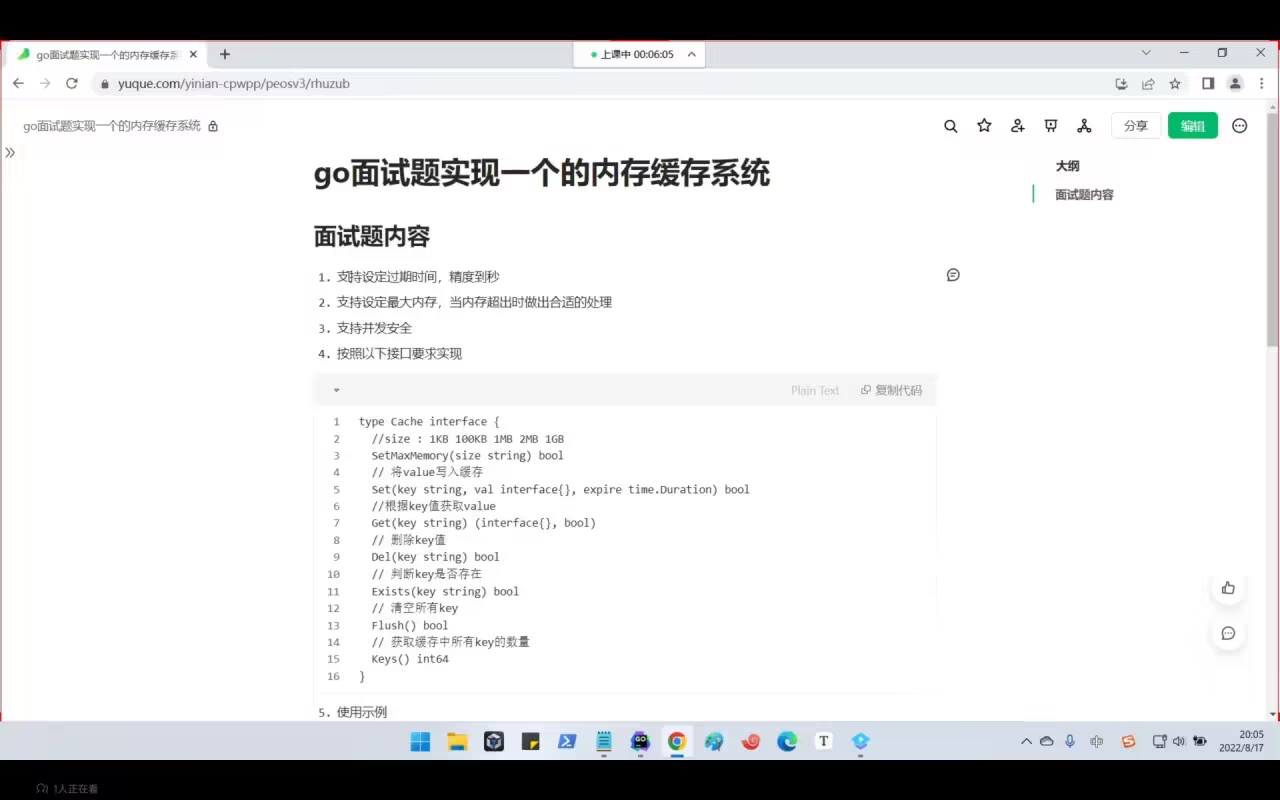 go面试题实现一个的内存缓存系统
上课中 00:06:05
yuque.com/yinian-cpwpp/peosv3/rhuzub
go面试题实现一个的内存缓存系统
分享
编辑
go面试题实现一个的内存缓存系统
大纲
面试题内容
面试题内容
1. 支持设定过期时间，精度到秒
2. 支持设定最大内存，当内存超出时做出合适的处理
3. 支持并发安全
4. 按照以下接口要求实现
Plain Text
复制代码
1 type Cache interface {
2 //size : 1KB 100KB 1MB 2MB 1GB
3 SetMaxMemory(size string) bool
4 // 将value写入缓存
5 Set(key string, val interface{}, expire time.Duration) bool
6 //根据key值获取value
7 Get(key string) (interface{}, bool)
8 // 删除key值
9 Del(key string) bool
10 // 判断key是否存在
11 Exists(key string) bool
12 // 清空所有key
13 Flush() bool
14 // 获取缓存中所有key的数量
15 Keys() int64
16 }
5. 使用示例
T
中
20:05
2022/8/17
1人正在看